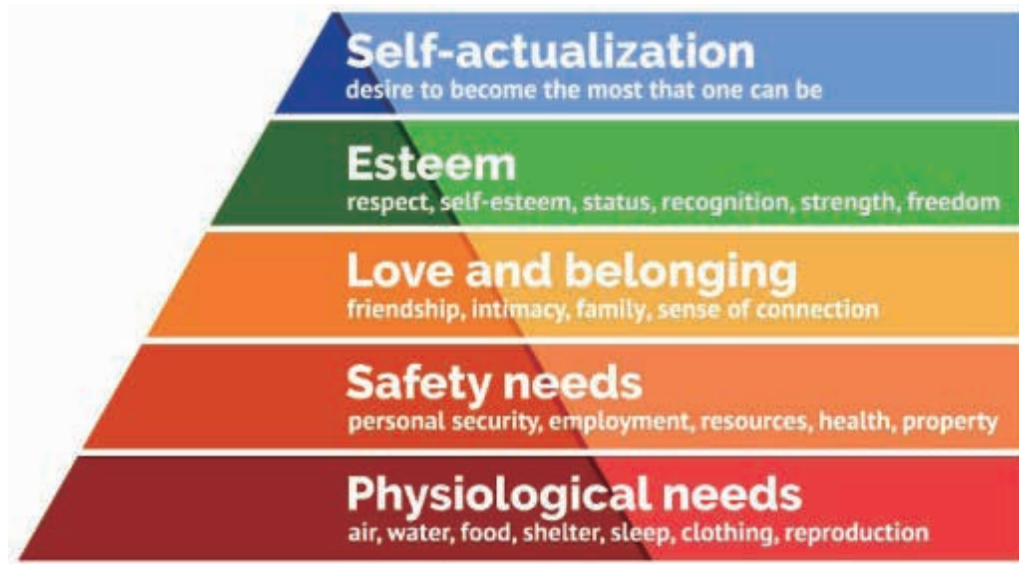 Self-actualization
desire to become the most that one can be
Esteem
respect, self-esteem, status, recognition, strength, freedom
Love and belonging
friendship, intimacy, family, sense of connection
Safety needs
personal security, employment, resources, health, property
Physiological needs
air, water, food, shelter, sleep, clothing, reproduction